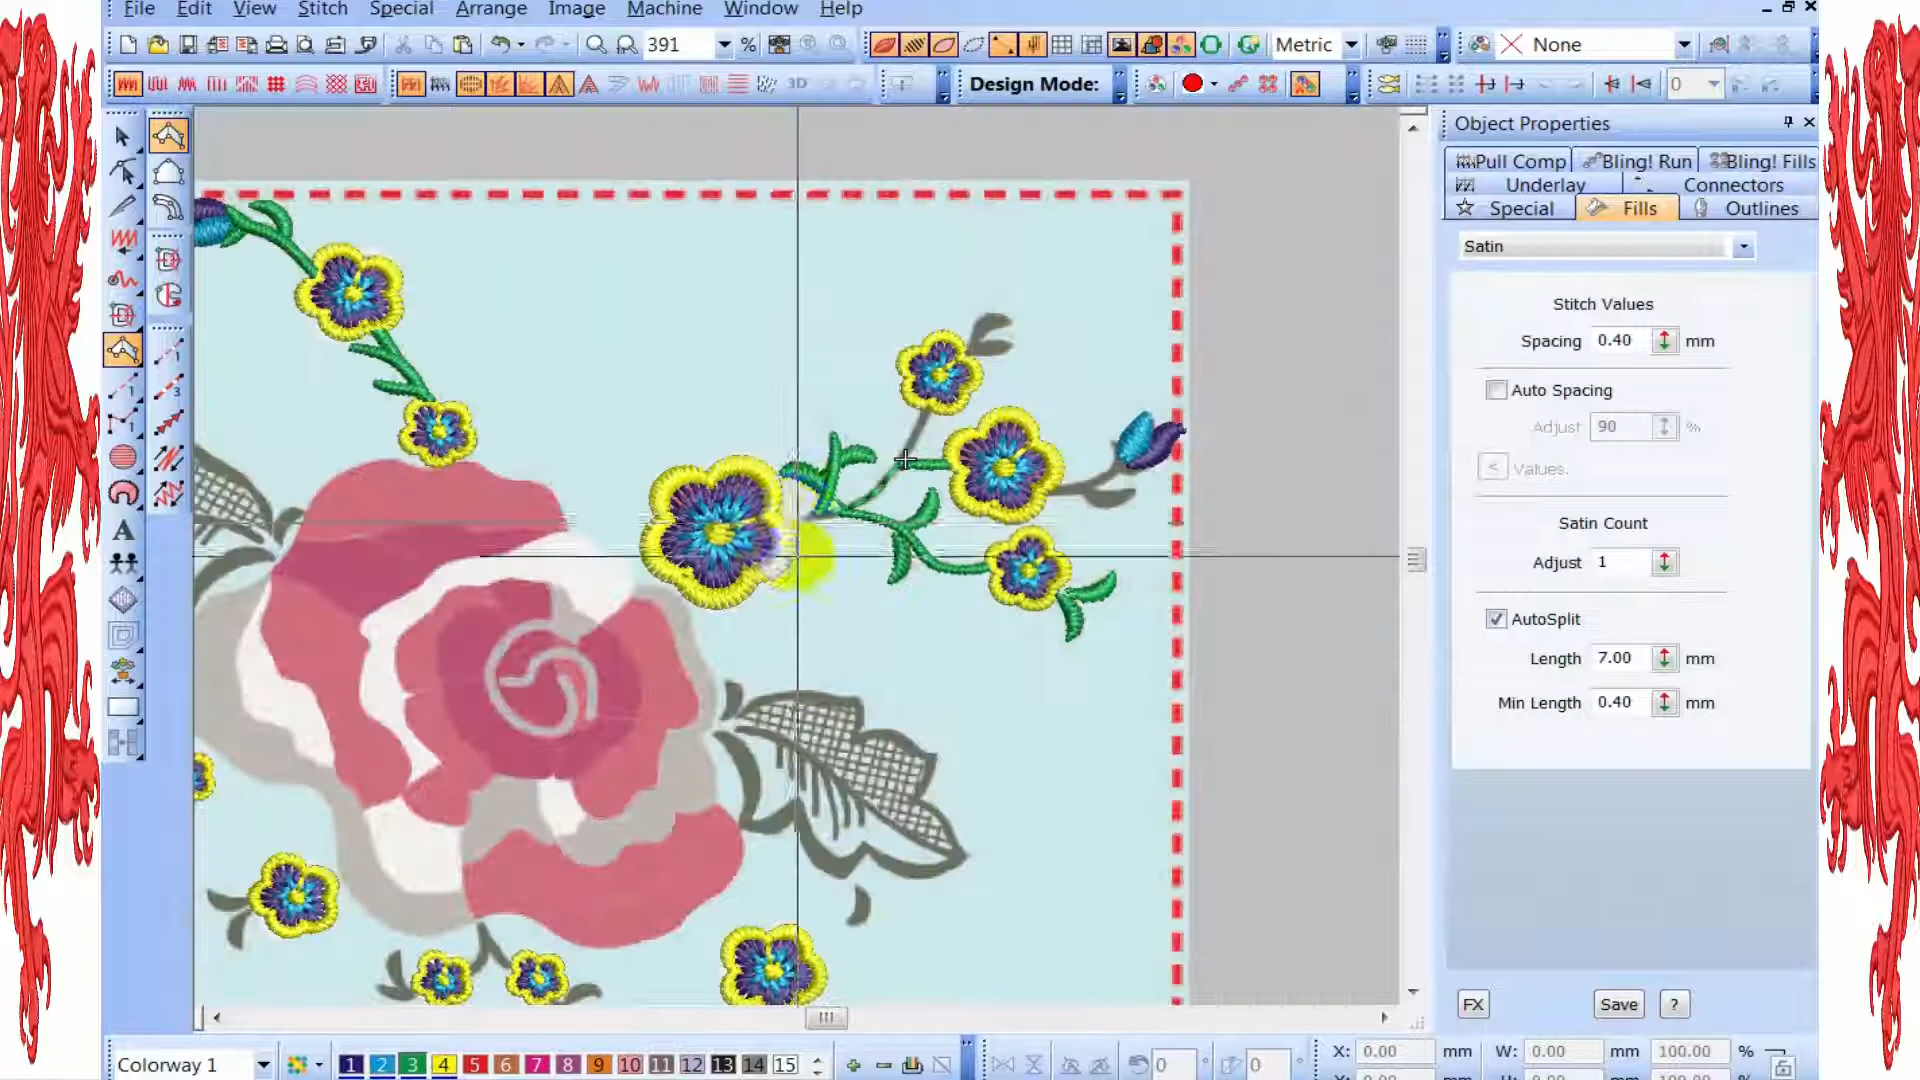 File Edit View Stitch Special Arrange Image Machine Window Help
391 % Metric None
Design Mode: 0
3D
Object Properties
Pull Comp Bling! Run Bling! Fills
Underlay Connectors
Special Fills Outlines
Satin
Stitch Values
Spacing 0.40 mm
Auto Spacing
Adjust 90 %
< Values.
Satin Count
Adjust 1
AutoSplit
Length 7.00 mm
Min Length 0.40 mm
A
FX Save ?
Colorway 1 1 2 3 4 5 6 7 8 9 10 11 12 13 14 15 0 0 X: 0.00 mm W: 0.00 mm 100.00 %